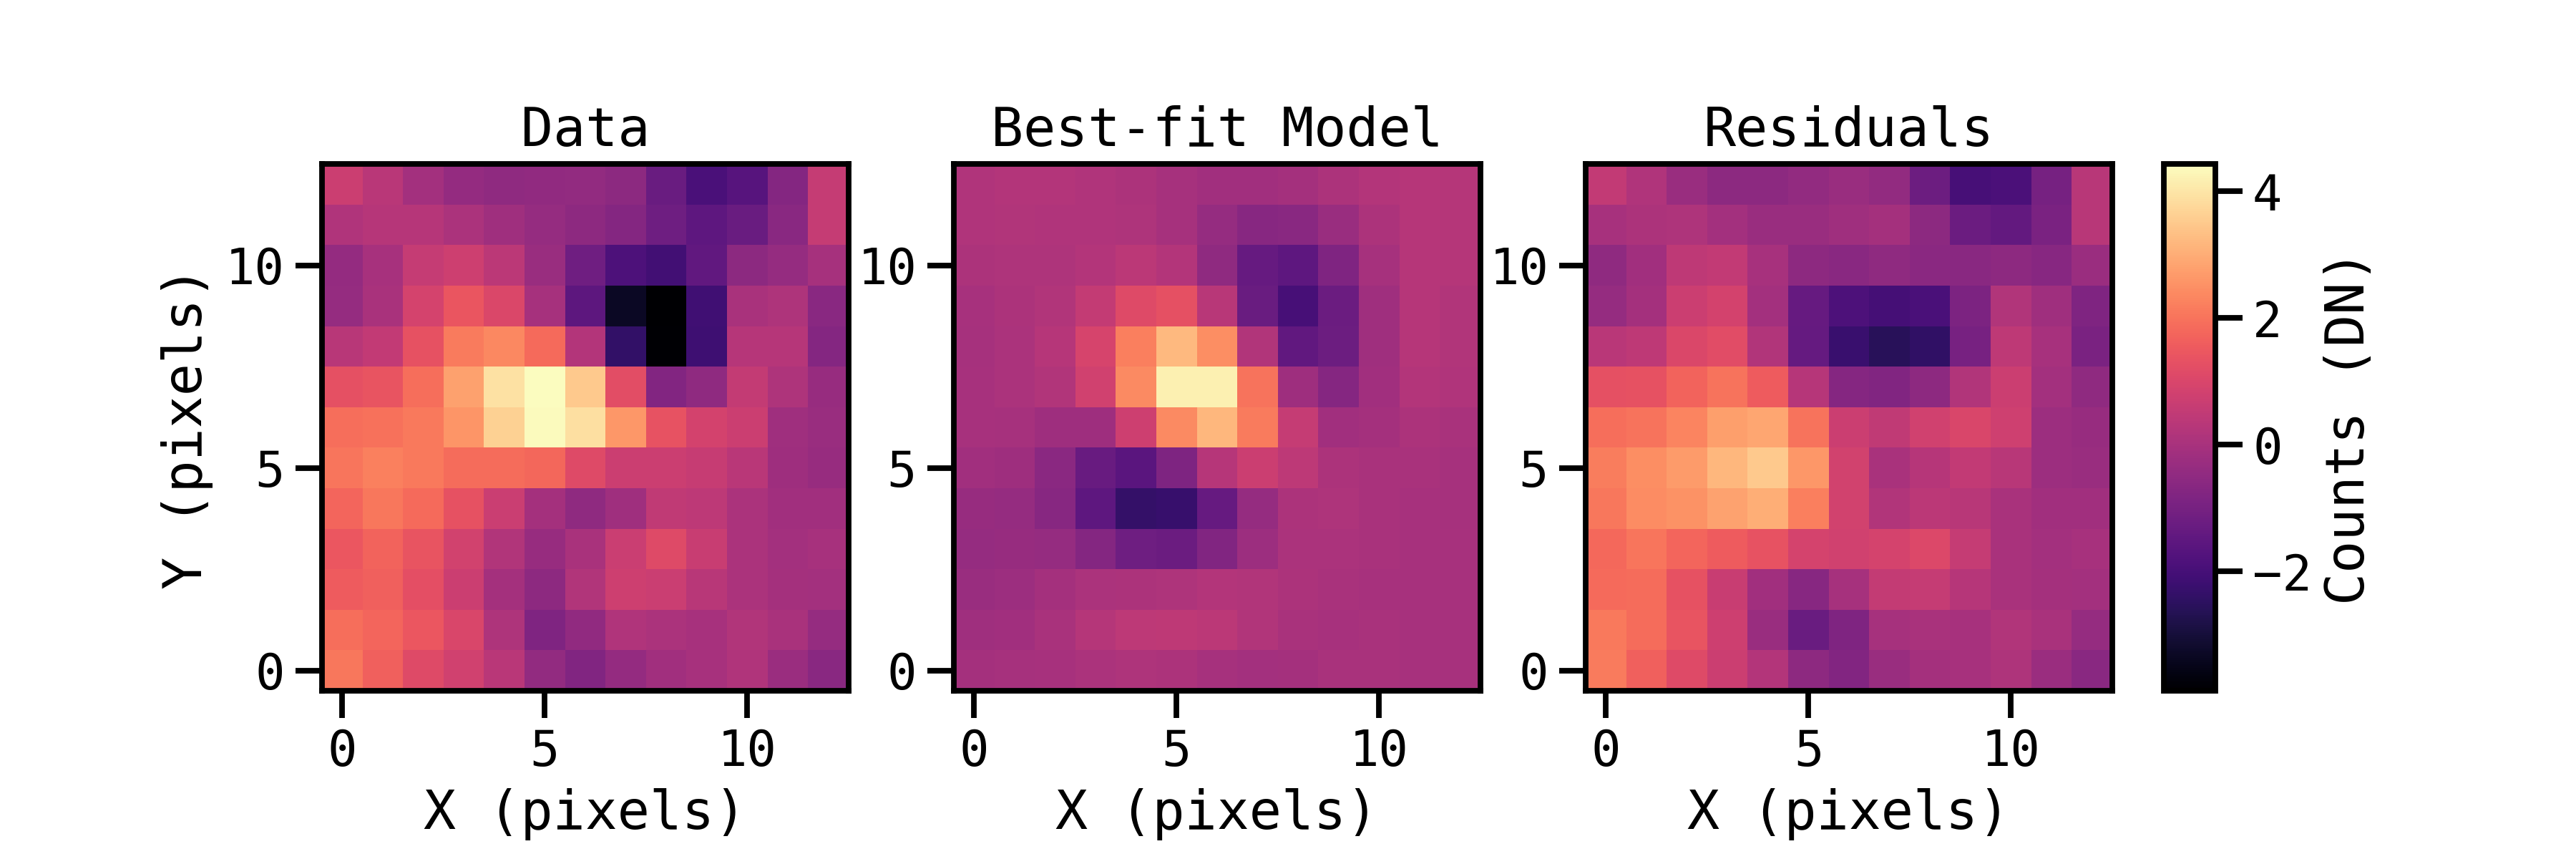 Data
Best-fit Model
Residuals
Y (pixels)
10
5
0
0
5
10
X (pixels)
10
5
0
0
5
10
X (pixels)
10
5
0
0
5
10
X (pixels)
4
2
0
−2
Counts (DN)